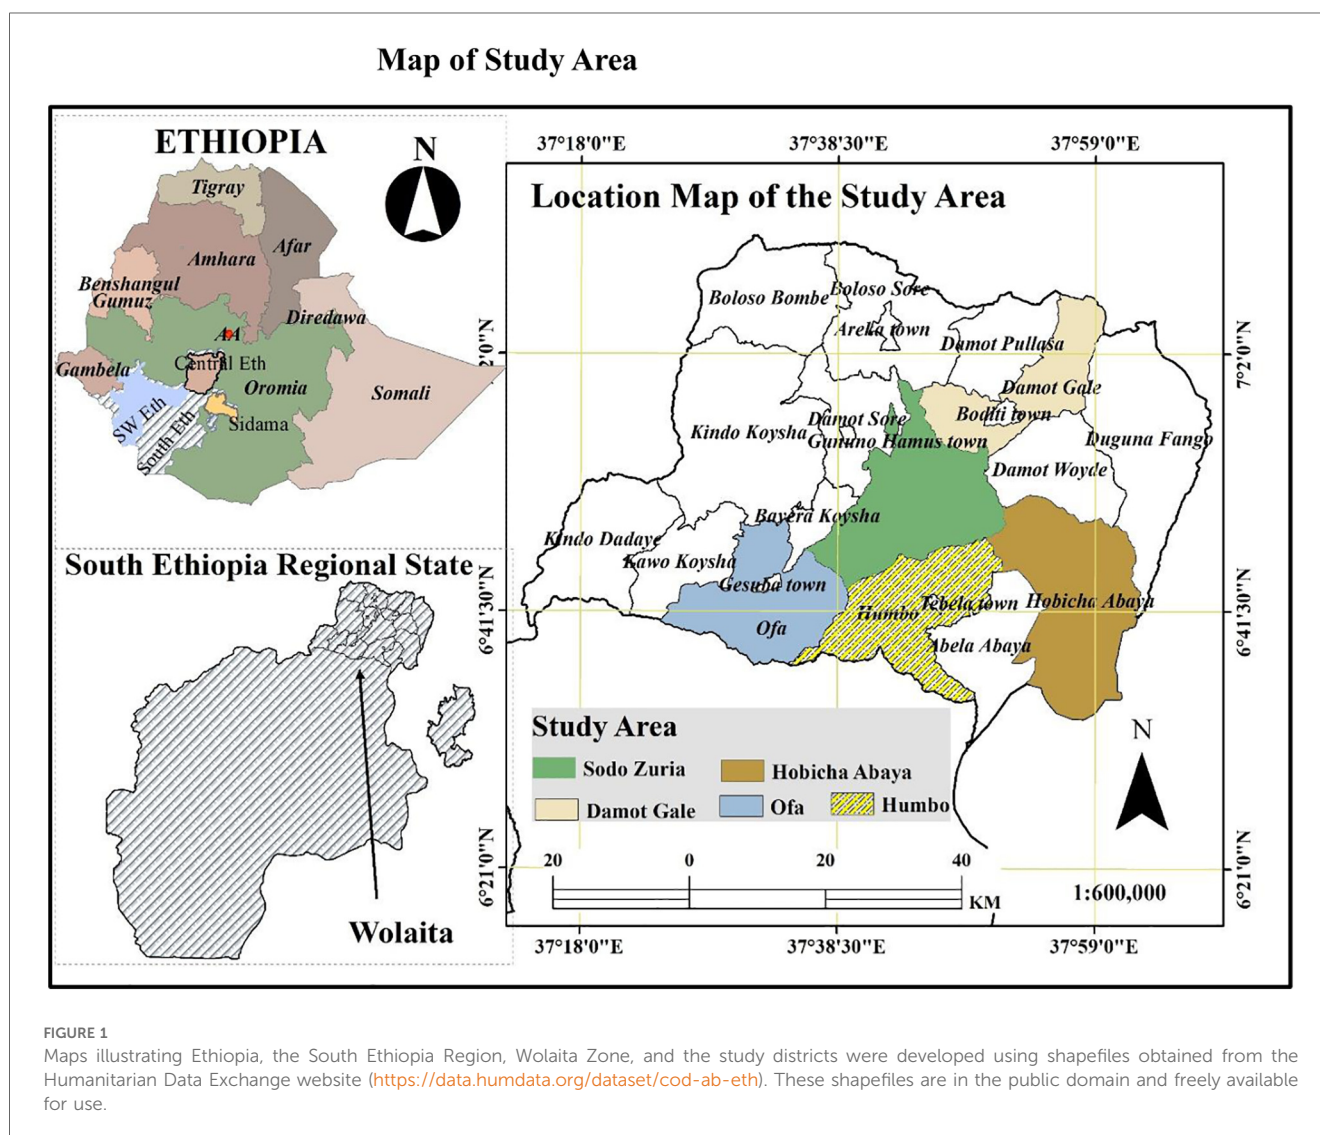 Map of Study Area
ETHIOPIA
N
Tigray
Afar
Amhara
Benshangul
Gumuz
Diredawa
AA
Central Eth
Gambela
Oromia
Somali
SW Eth
South Eth
Sidama
South Ethiopia Regional State
Wolaita
37°18'0"E
37°38'30"E
37°59'0"E
Location Map of the Study Area
Boloso Bombe
Boloso Sore
Areka town
Damot Pullasa
2'0"N
7°2'0"N
Damot Gale
Boditi town
Damot Sore
Kindo Koysha
Gununo Hamus town
Duguna Fango
Damot Woyde
Bayera Koysha
Kindo Dadaye
Kawo Koysha
Gesuba town
Tebela town
Hobicha Abaya
Humbo
Ofa
Abela Abaya
6°41'30"N
6°41'30"N
Study Area
Sodo Zuria
Hobicha Abaya
Damot Gale
Ofa
Humbo
N
6°21'0"N
6°21'0"N
20 0 20 40
KM
1:600,000
37°18'0"E
37°38'30"E
37°59'0"E
FIGURE 1
Maps illustrating Ethiopia, the South Ethiopia Region, Wolaita Zone, and the study districts were developed using shapefiles obtained from the
Humanitarian Data Exchange website (https://data.humdata.org/dataset/cod-ab-eth). These shapefiles are in the public domain and freely available
for use.